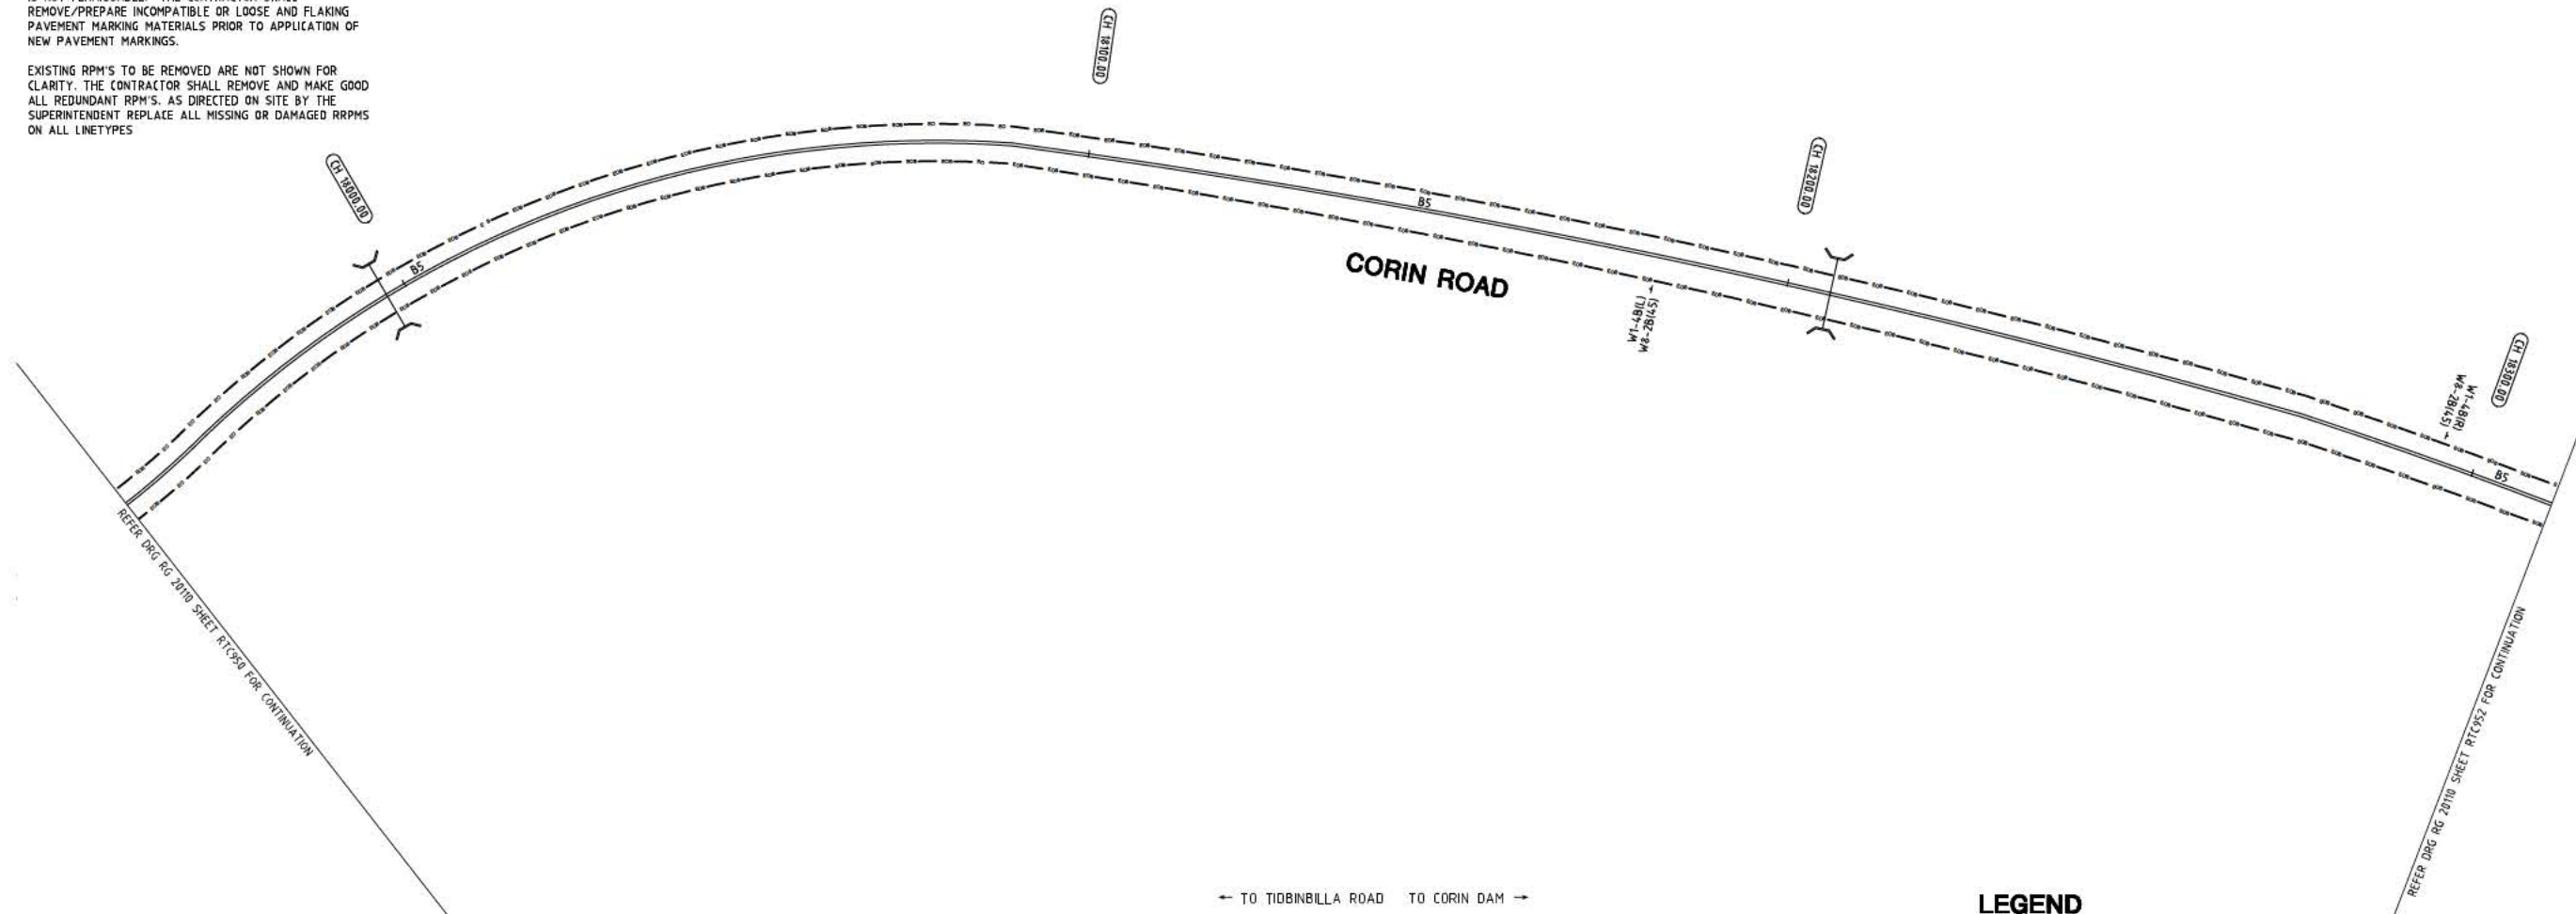 REMOVE/PREPARE INCOMPATIBLE OR LOOSE AND FLAKING
PAVEMENT MARKING MATERIALS PRIOR TO APPLICATION OF
NEW PAVEMENT MARKINGS.
EXISTING RPM'S TO BE REMOVED ARE NOT SHOWN FOR
CLARITY. THE CONTRACTOR SHALL REMOVE AND MAKE GOOD
ALL REDUNDANT RPM'S. AS DIRECTED ON SITE BY THE
SUPERINTENDENT REPLACE ALL MISSING OR DAMAGED RRPMS
ON ALL LINETYPES
CH 18000.00
CH 18100.00
CH 18200.00
CH 18300.00
B5
B5
B5
CORIN ROAD
W1-4B(L)
W8-2B(45)
W1-4B(R)
W8-2B(45)
REFER DRG RG 20110 SHEET RTC950 FOR CONTINUATION
REFER DRG RG 20110 SHEET RTC952 FOR CONTINUATION
← TO TIDBINBILLA ROAD TO CORIN DAM →
LEGEND